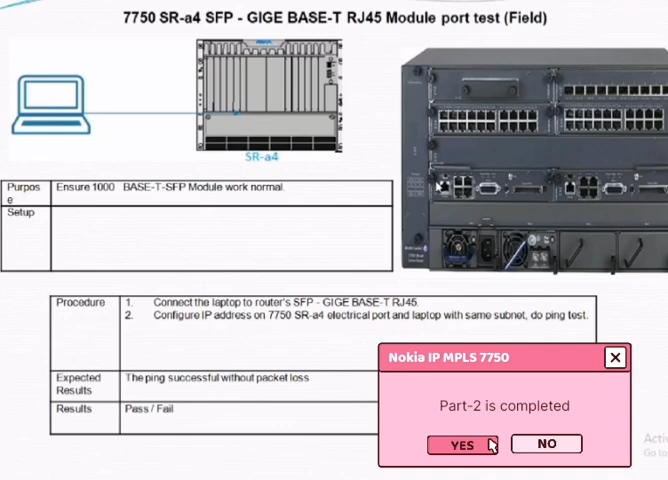 7750 SR-a4 SFP - GIGE BASE-T RJ45 Module port test (Field)
SR-a4
Purpos
e
Ensure 1000 BASE-T-SFP Module work normal.
Setup
Procedure
1. Connect the laptop to router's SFP - GIGE BASE-T RJ45.
2. Configure IP address on 7750 SR-a4 electrical port and laptop with same subnet, do ping test.
Expected
Results
The ping successful without packet loss
Results
Pass / Fail
Nokia IP MPLS 7750
Part-2 is completed
YES
NO
Activ
Go to